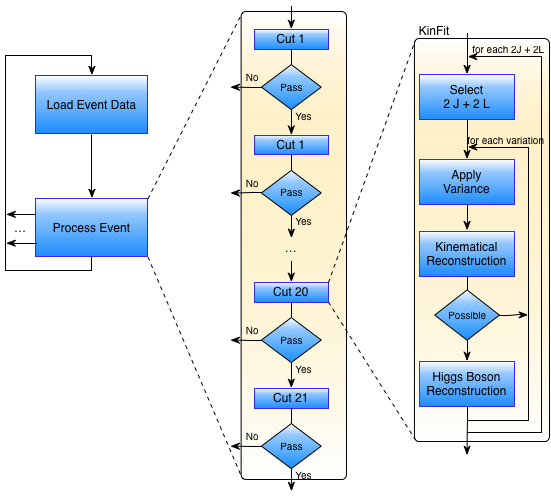 Load Event Data
Process Event
...
Cut 1
No
Pass
Yes
Cut 1
No
Pass
Yes
...
Cut 20
No
Pass
Yes
Cut 21
No
Pass
Yes
KinFit
for each 2J + 2L
Select
2 J + 2 L
for each variation
Apply
Variance
Kinematical
Reconstruction
Possible
Higgs Boson
Reconstruction